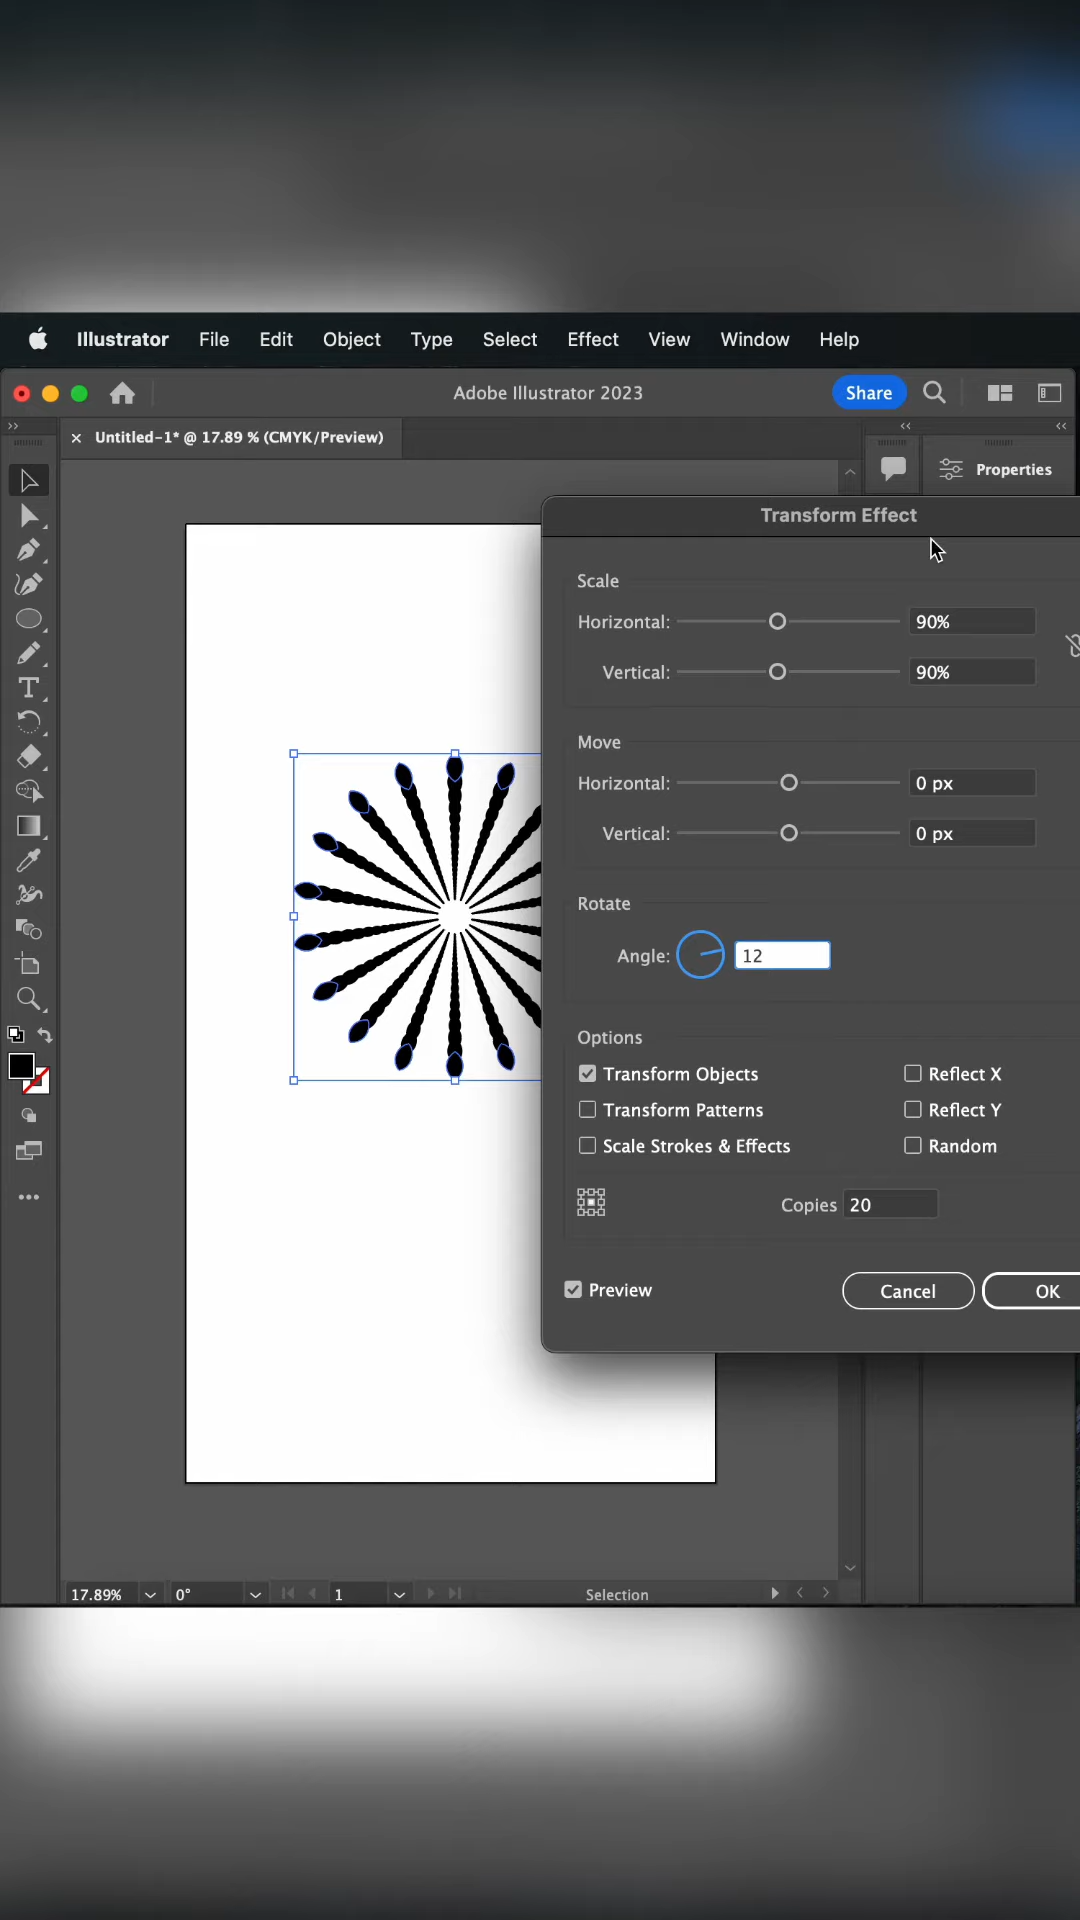 Illustrator File Edit Object Type Select Effect View Window Help
Adobe Illustrator 2023 Share
× Untitled-1* @ 17.89 % (CMYK/Preview)
Properties
Transform Effect
Scale
Horizontal: 90%
Vertical: 90%
Move
Horizontal: 0 px
Vertical: 0 px
Rotate
Angle: 12
Options
Transform Objects Reflect X
Transform Patterns Reflect Y
Scale Strokes & Effects Random
Copies 20
Preview Cancel OK
17.89% 0° 1 Selection